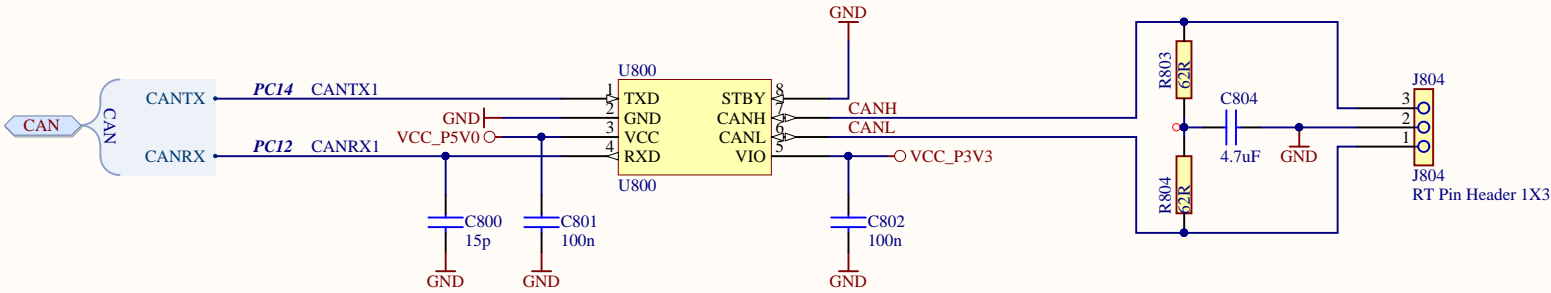 CAN
CAN
CANTX
CANRX
PC14 CANTX1
PC12 CANRX1
GND
VCC_P5V0
C800
15p
GND
C801
100n
GND
U800
1 TXD
2 GND
3 VCC
4 RXD
STBY 8
CANH 7
CANL 6
VIO 5
U800
GND
CANH
CANL
VCC_P3V3
C802
100n
GND
R803
62R
R804
62R
C804
4.7uF
GND
J804
3
2
1
J804
RT Pin Header 1X3